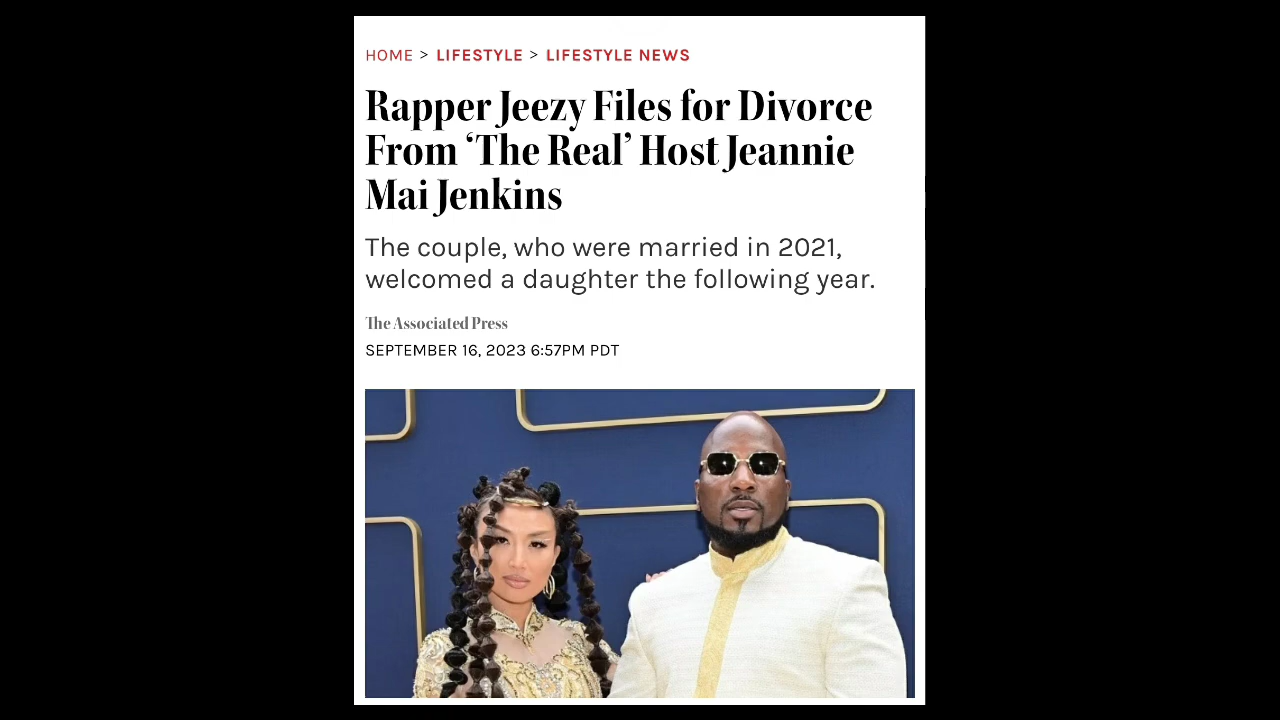 HOME > LIFESTYLE > LIFESTYLE NEWS
Rapper Jeezy Files for Divorce
From ‘The Real’ Host Jeannie
Mai Jenkins
The couple, who were married in 2021,
welcomed a daughter the following year.
The Associated Press
SEPTEMBER 16, 2023 6:57PM PDT